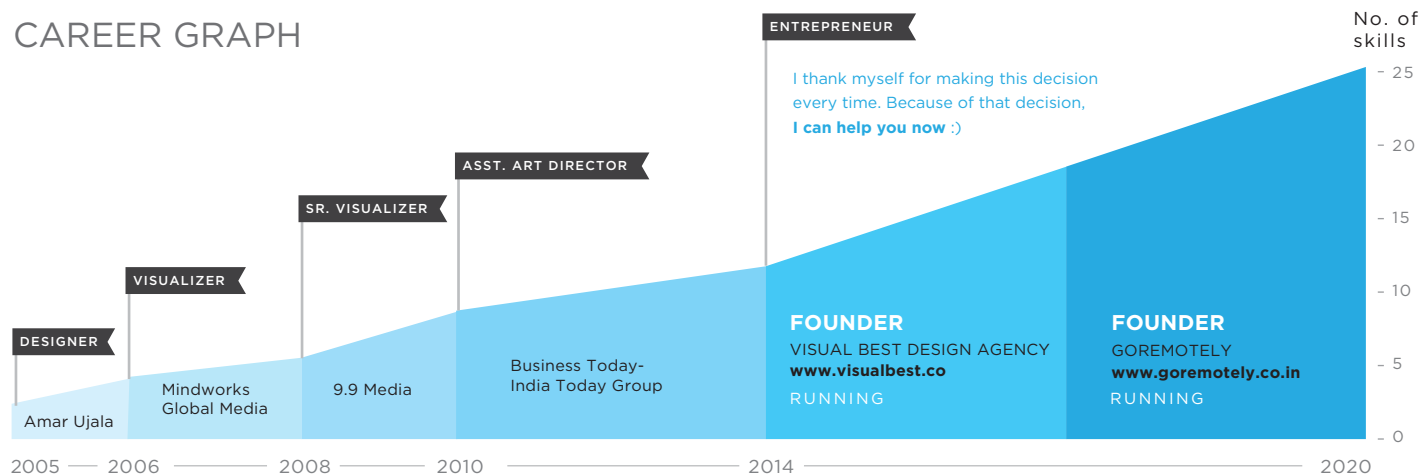 CAREER GRAPH
ENTREPRENEUR
No. of
skills
I thank myself for making this decision
every time. Because of that decision,
I can help you now :)
25
20
15
10
5
0
ASST. ART DIRECTOR
SR. VISUALIZER
VISUALIZER
DESIGNER
Amar Ujala
Mindworks
Global Media
9.9 Media
Business Today-
India Today Group
FOUNDER
VISUAL BEST DESIGN AGENCY
www.visualbest.co
RUNNING
FOUNDER
GOREMOTELY
www.goremotely.co.in
RUNNING
2005 2006 2008 2010 2014 2020